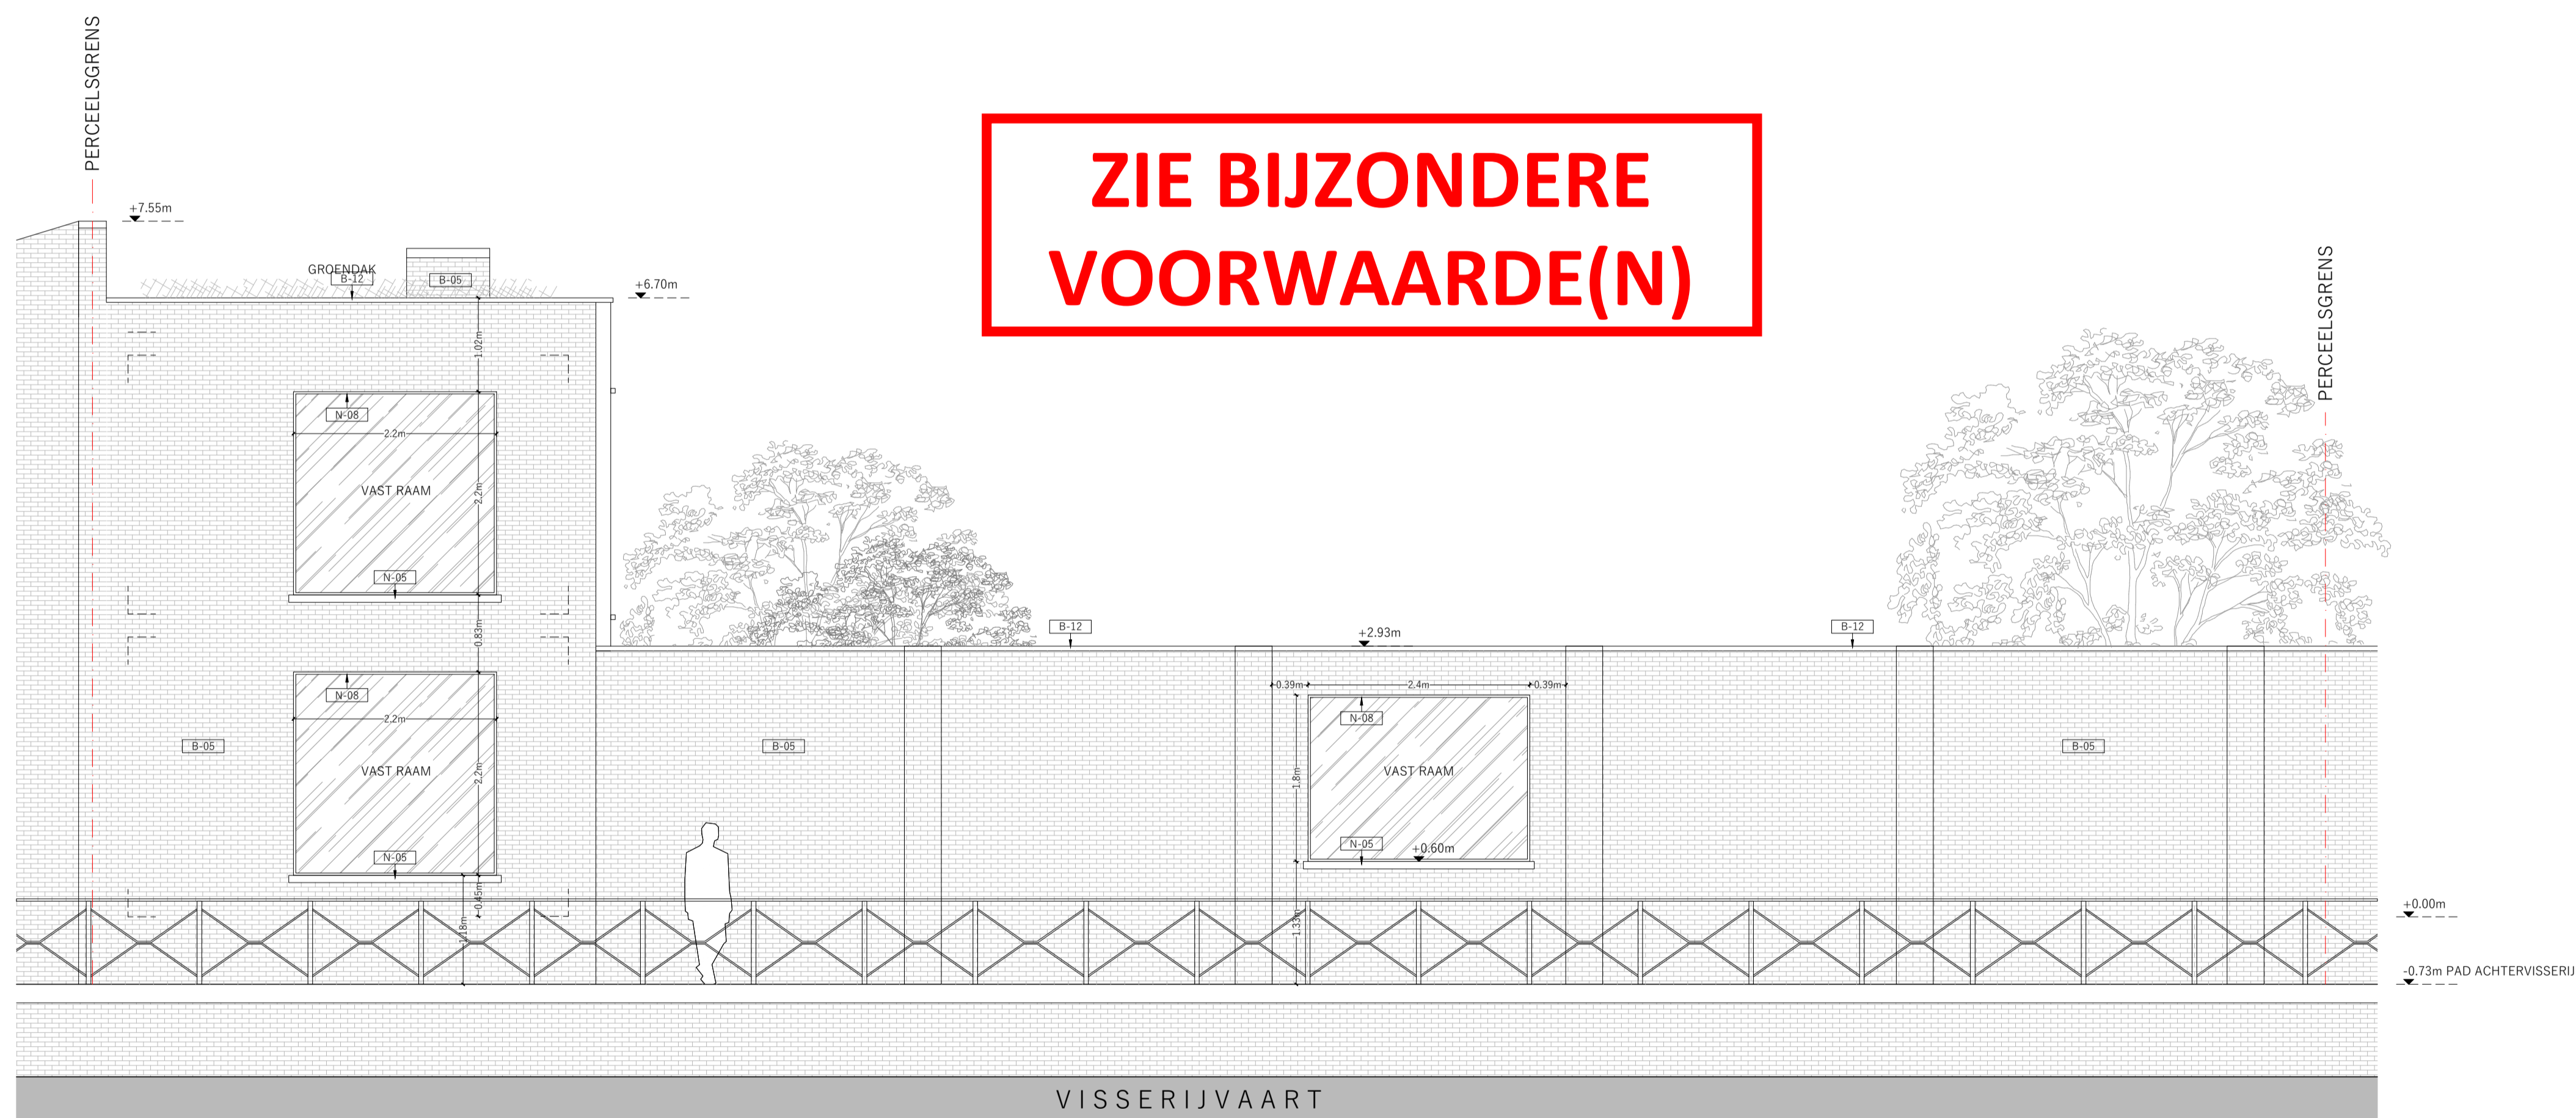 PERCEELSGRENS
ZIE BIJZONDERE
VOORWAARDE(N)
+7.55m
GROENDAK
B-12
B-05
+6.70m
PERCEELSGRENS
1.02m
N-08
2.2m
VAST RAAM
2.2m
N-05
0.83m
B-12
+2.93m
B-12
N-08
2.2m
0.39m
2.4m
0.39m
N-08
B-05
B-05
B-05
VAST RAAM
2.2m
VAST RAAM
1.8m
N-05
N-05
+0.60m
0.45m
1.18m
1.33m
+0.00m
-0.73m PAD ACHTERVISSERIJ
VISSERIJVAART